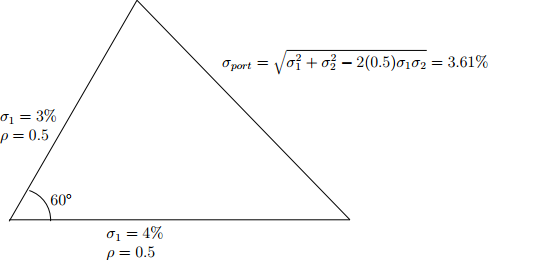 σ_port = √(σ₁² + σ₂² − 2(0.5)σ₁σ₂) = 3.61%
σ₁ = 3%
ρ = 0.5
60°
σ₁ = 4%
ρ = 0.5